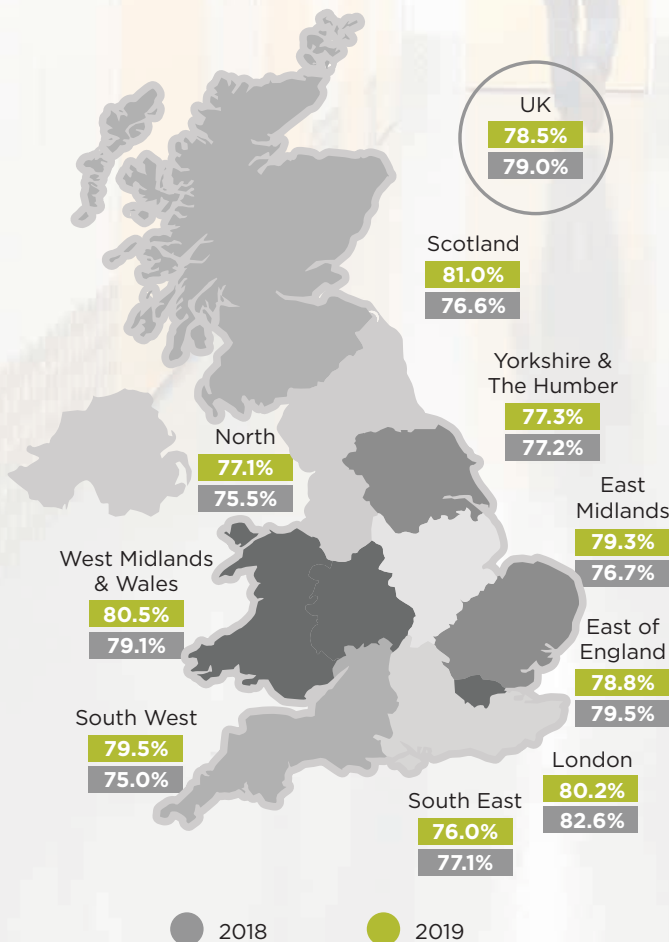 UK
78.5%
79.0%
Scotland
81.0%
76.6%
Yorkshire &
The Humber
77.3%
77.2%
North
77.1%
75.5%
East
Midlands
79.3%
76.7%
West Midlands
& Wales
80.5%
79.1%
East of
England
78.8%
79.5%
South West
79.5%
75.0%
London
80.2%
82.6%
South East
76.0%
77.1%
2018
2019